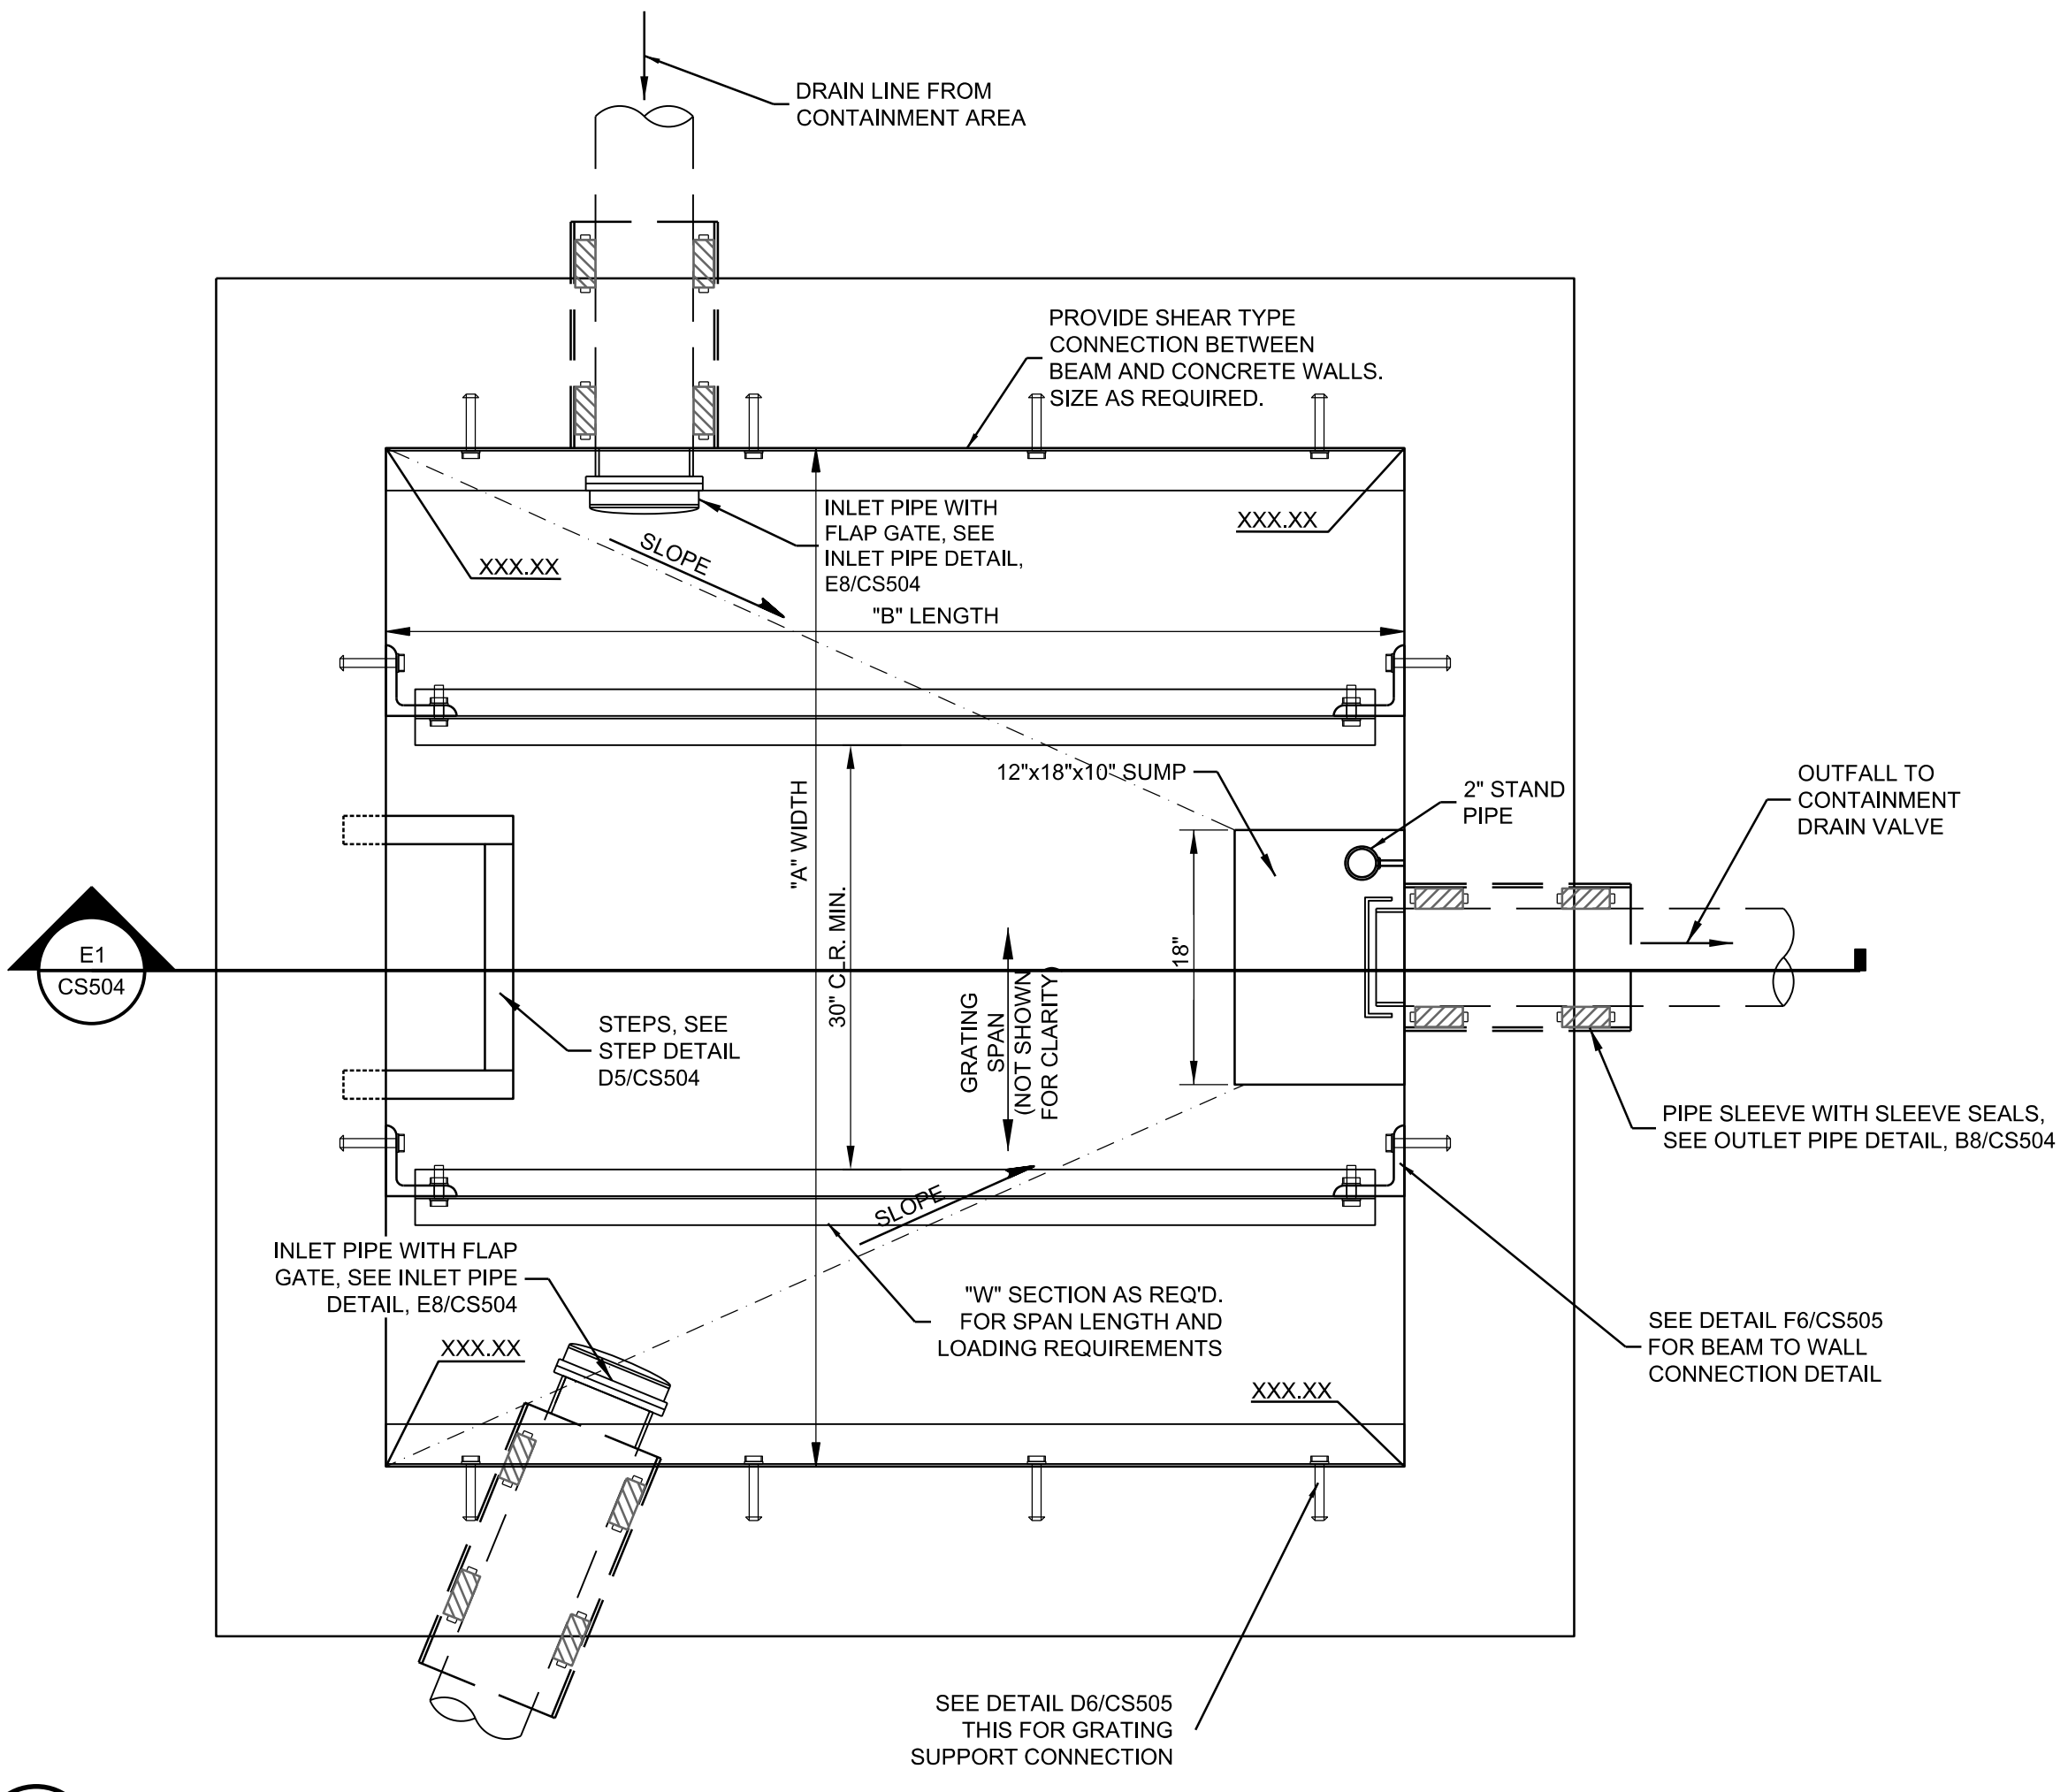 DRAIN LINE FROM
CONTAINMENT AREA
PROVIDE SHEAR TYPE
CONNECTION BETWEEN
BEAM AND CONCRETE WALLS.
SIZE AS REQUIRED.
INLET PIPE WITH
FLAP GATE, SEE
INLET PIPE DETAIL,
E8/CS504
XXX.XX
XXX.XX
SLOPE
"B" LENGTH
12"x18"x10" SUMP
2" STAND
PIPE
OUTFALL TO
CONTAINMENT
DRAIN VALVE
"A" WIDTH
30" CLR. MIN.
18"
GRATING
SPAN
(NOT SHOWN
FOR CLARITY)
E1
CS504
STEPS, SEE
STEP DETAIL
D5/CS504
PIPE SLEEVE WITH SLEEVE SEALS,
SEE OUTLET PIPE DETAIL, B8/CS504
SLOPE
INLET PIPE WITH FLAP
GATE, SEE INLET PIPE
DETAIL, E8/CS504
"W" SECTION AS REQ'D.
FOR SPAN LENGTH AND
LOADING REQUIREMENTS
SEE DETAIL F6/CS505
FOR BEAM TO WALL
CONNECTION DETAIL
XXX.XX
XXX.XX
SEE DETAIL D6/CS505
THIS FOR GRATING
SUPPORT CONNECTION